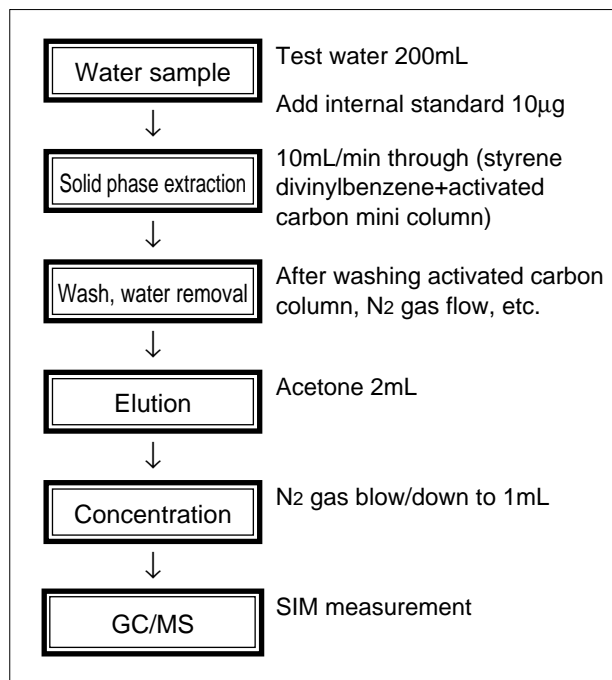 Water sample
Test water 200mL
Add internal standard 10µg
↓
Solid phase extraction
10mL/min through (styrene
divinylbenzene+activated
carbon mini column)
↓
Wash, water removal
After washing activated carbon
column, N2 gas flow, etc.
↓
Elution
Acetone 2mL
↓
Concentration
N2 gas blow/down to 1mL
↓
GC/MS
SIM measurement